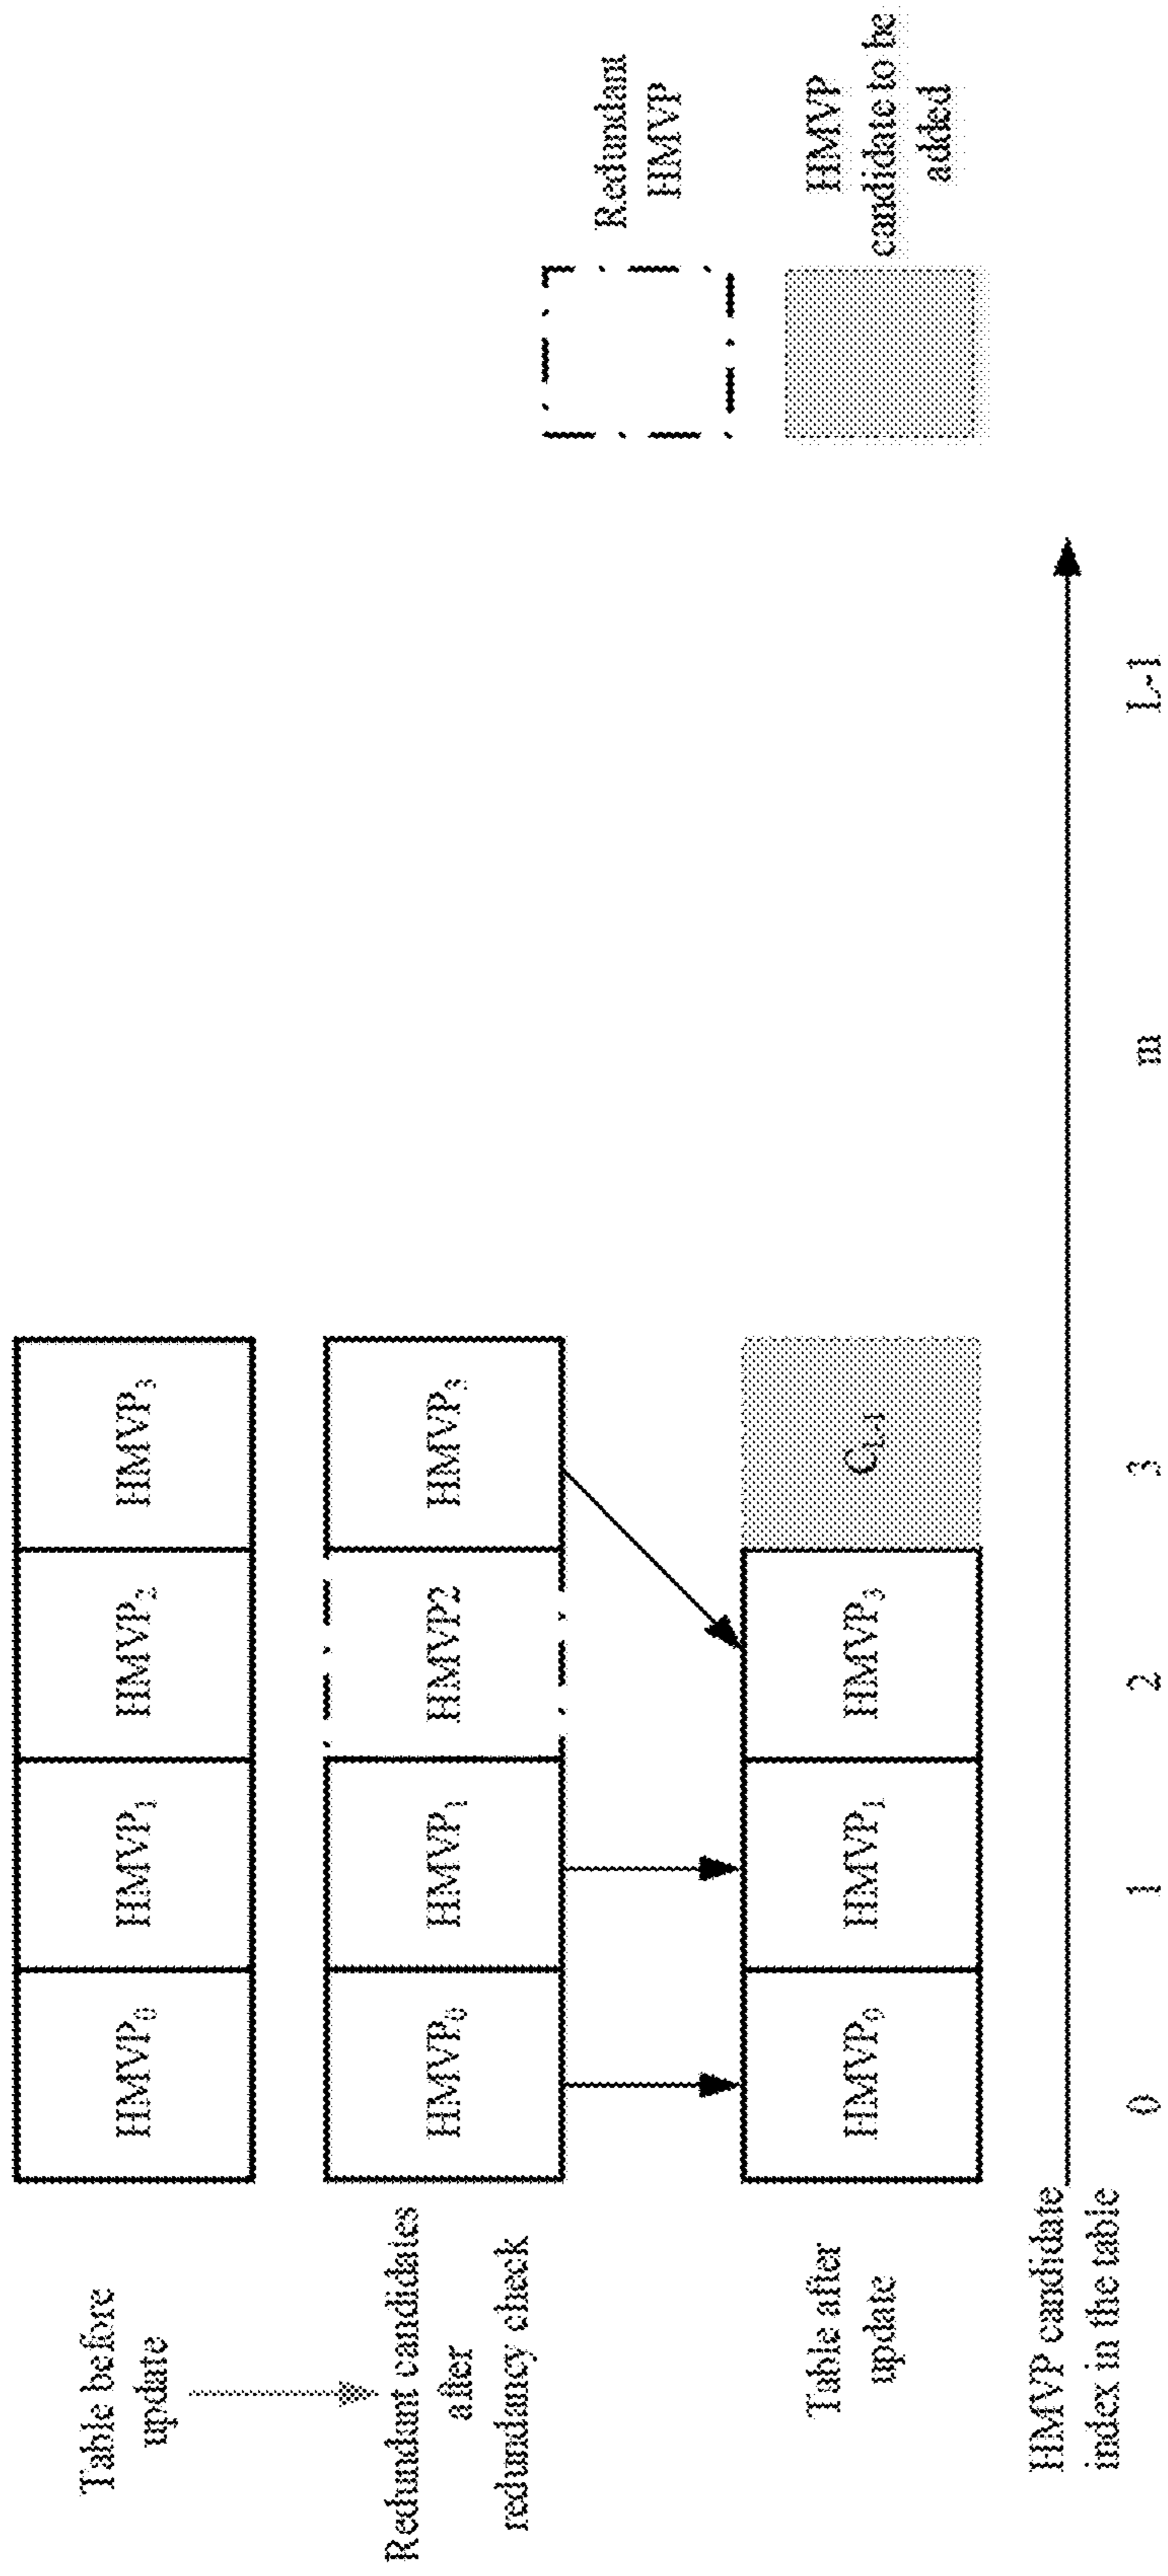 Table before
update
HMVP₀
HMVP₁
HMVP₂
HMVP₃
Redundant candidates
after
redundancy check
HMVP₀
HMVP₁
HMVP2
HMVP₃
Table after
update
HMVP₀
HMVP₁
HMVP₃
C_L-1
HMVP candidate
index in the table
0
1
2
3
m
L-1
Redundant
HMVP
HMVP
candidate to be
added